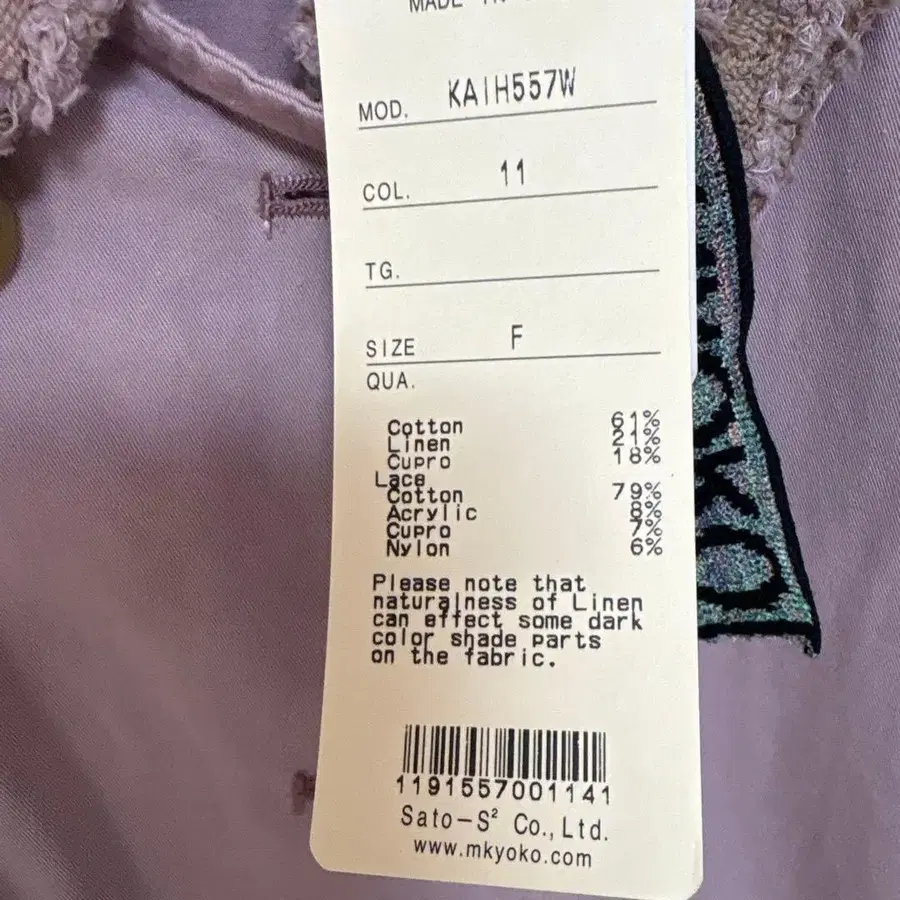 MADE
MOD. KAIH557W
COL. 11
TG.
SIZE F
QUA.
Cotton 61%
Linen 21%
Cupro 18%
Lace
Cotton 79%
Acrylic 8%
Cupro 7%
Nylon 6%
Please note that
naturalness of Linen
can effect some dark
color shade parts
on the fabric.
1191557001141
Sato-S² Co., Ltd.
www.mkyoko.com